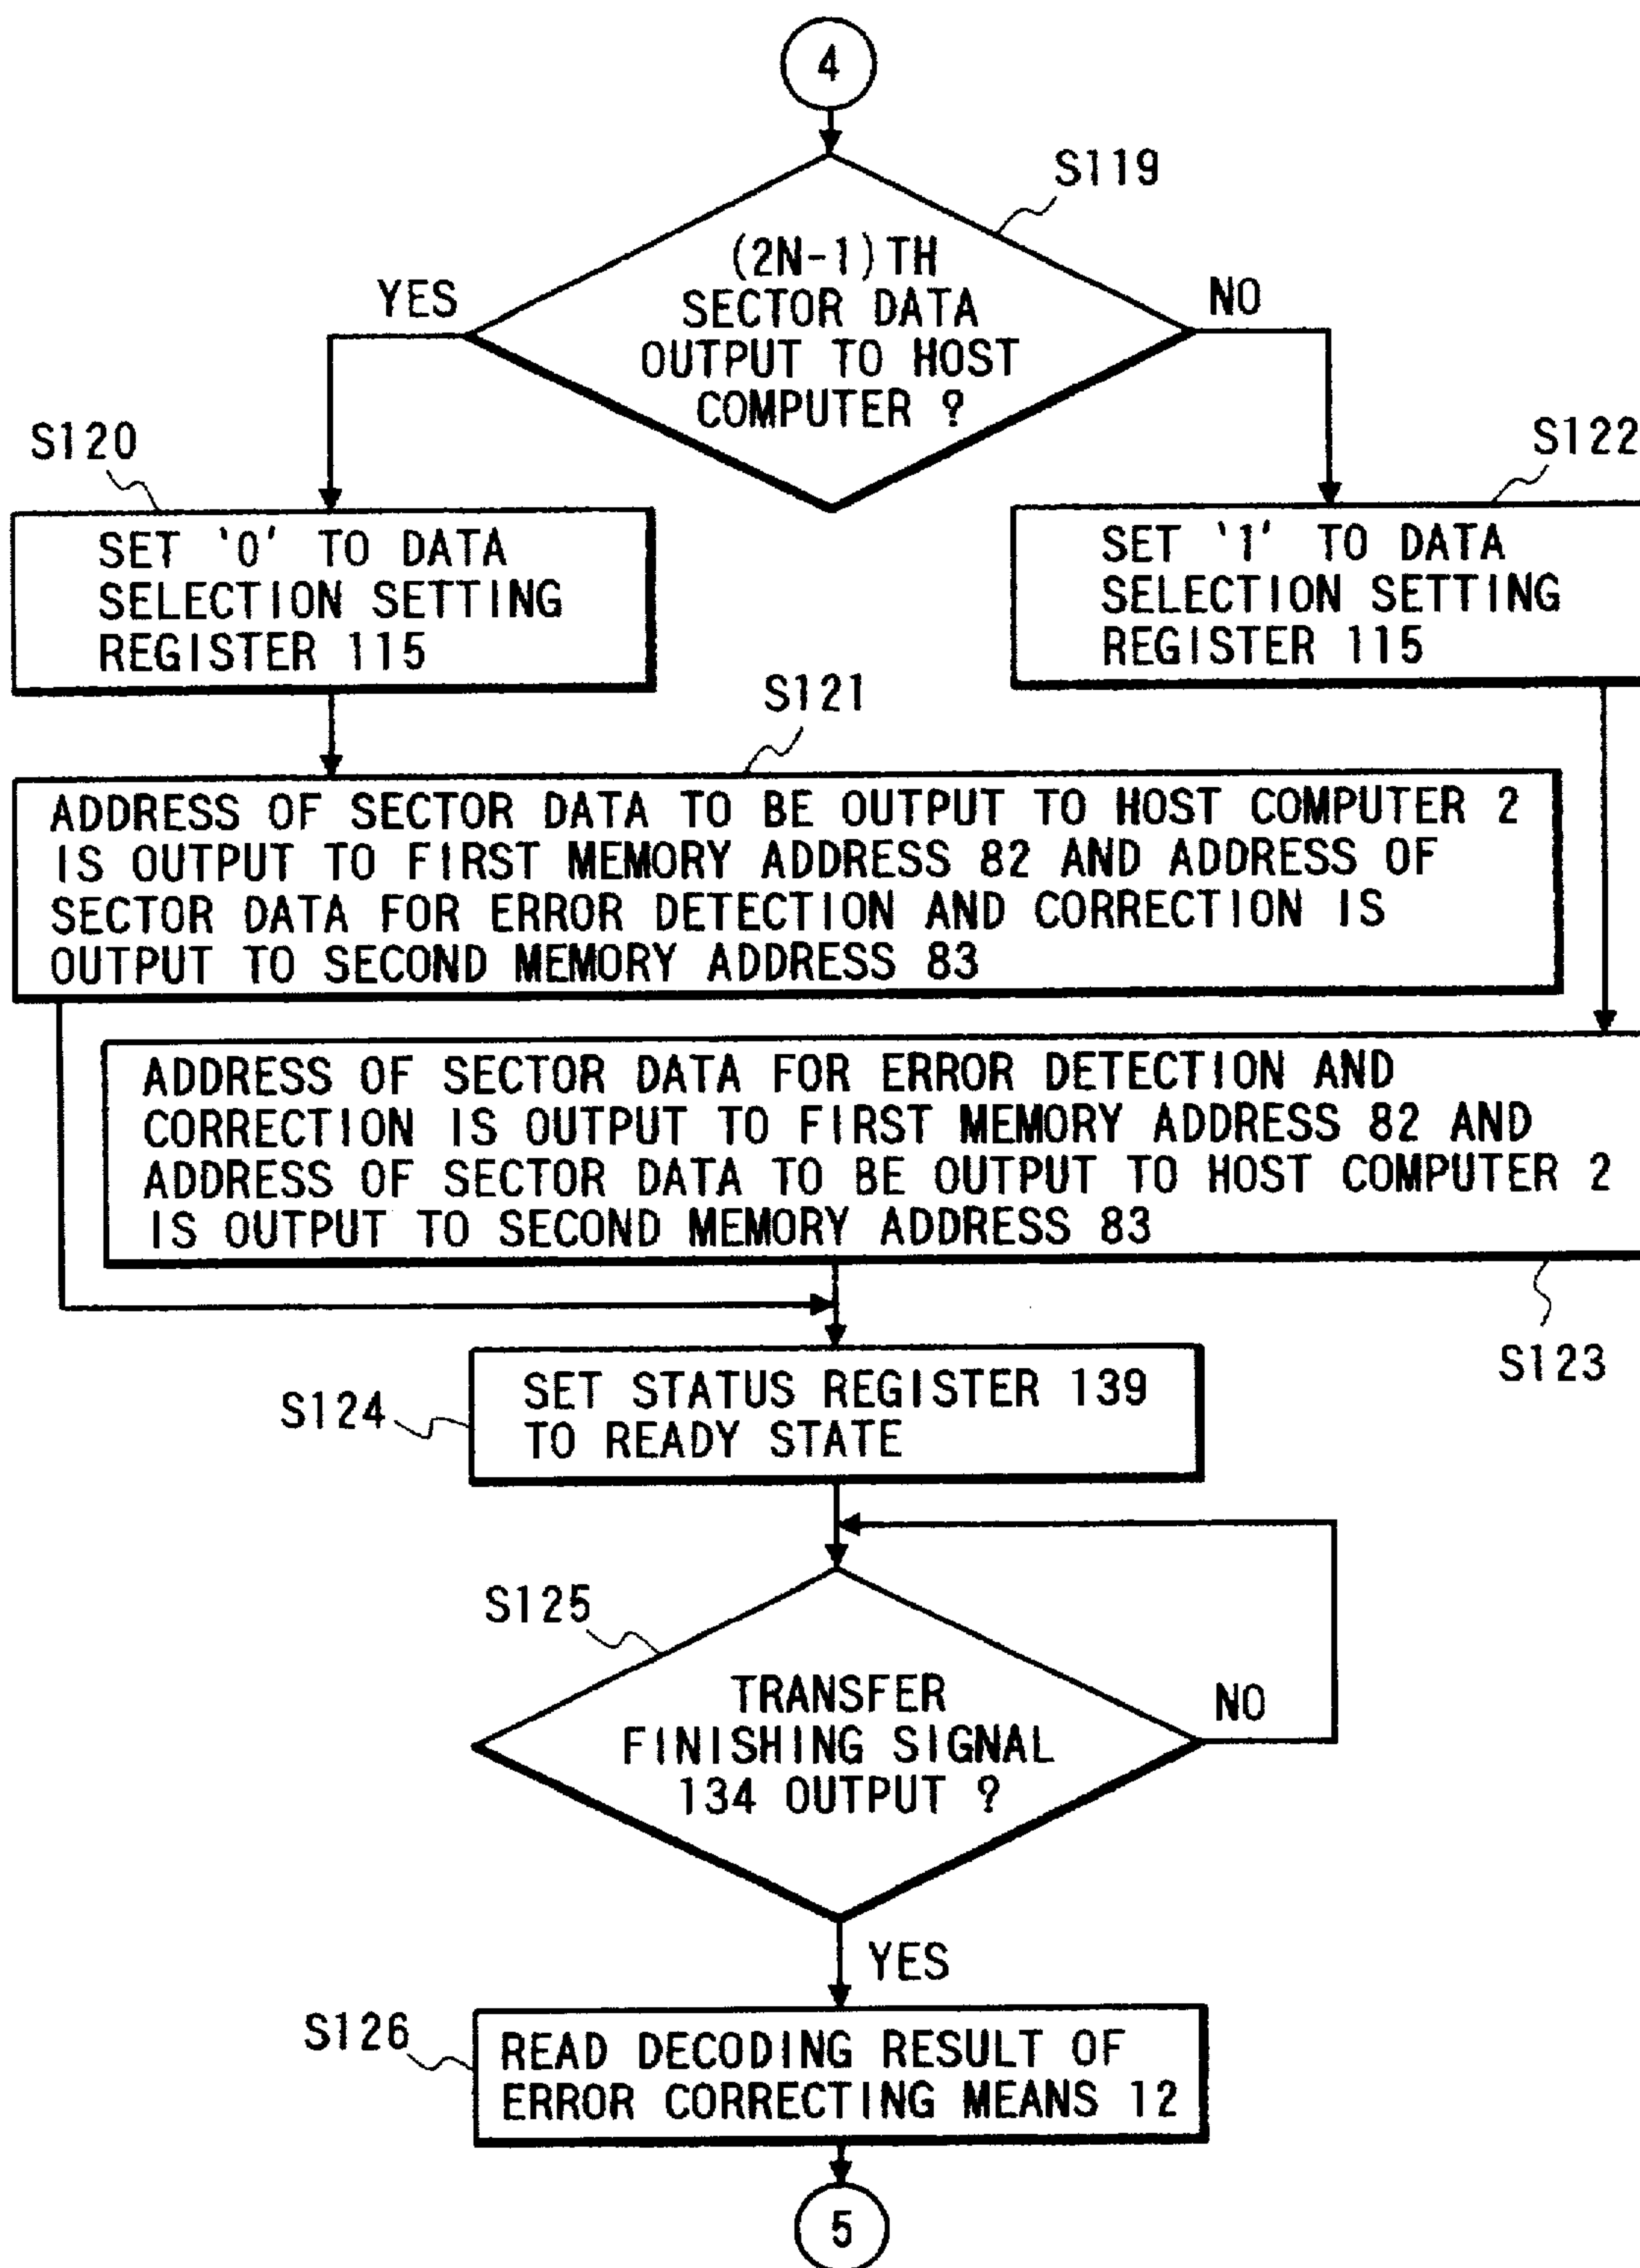 4
S119
(2N-1)TH
SECTOR DATA
OUTPUT TO HOST
COMPUTER ?
YES
NO
S120
SET '0' TO DATA
SELECTION SETTING
REGISTER 115
S122
SET '1' TO DATA
SELECTION SETTING
REGISTER 115
S121
ADDRESS OF SECTOR DATA TO BE OUTPUT TO HOST COMPUTER 2
IS OUTPUT TO FIRST MEMORY ADDRESS 82 AND ADDRESS OF
SECTOR DATA FOR ERROR DETECTION AND CORRECTION IS
OUTPUT TO SECOND MEMORY ADDRESS 83
ADDRESS OF SECTOR DATA FOR ERROR DETECTION AND
CORRECTION IS OUTPUT TO FIRST MEMORY ADDRESS 82 AND
ADDRESS OF SECTOR DATA TO BE OUTPUT TO HOST COMPUTER 2
IS OUTPUT TO SECOND MEMORY ADDRESS 83
S123
S124
SET STATUS REGISTER 139
TO READY STATE
S125
TRANSFER
FINISHING SIGNAL
134 OUTPUT ?
NO
YES
S126
READ DECODING RESULT OF
ERROR CORRECTING MEANS 12
5